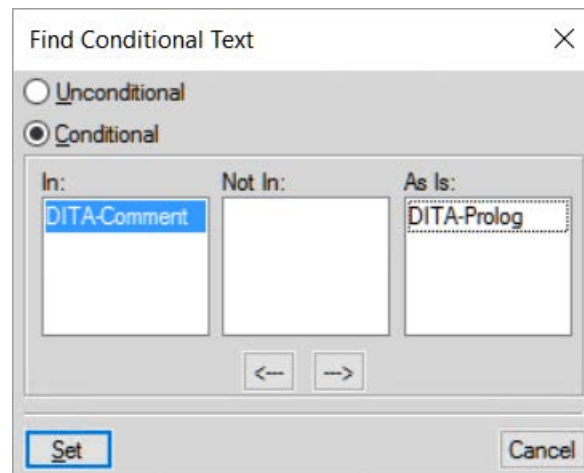 Find Conditional Text
Unconditional
Conditional
In: Not In: As Is:
DITA-Comment DITA-Prolog
<--- --->
Set Cancel